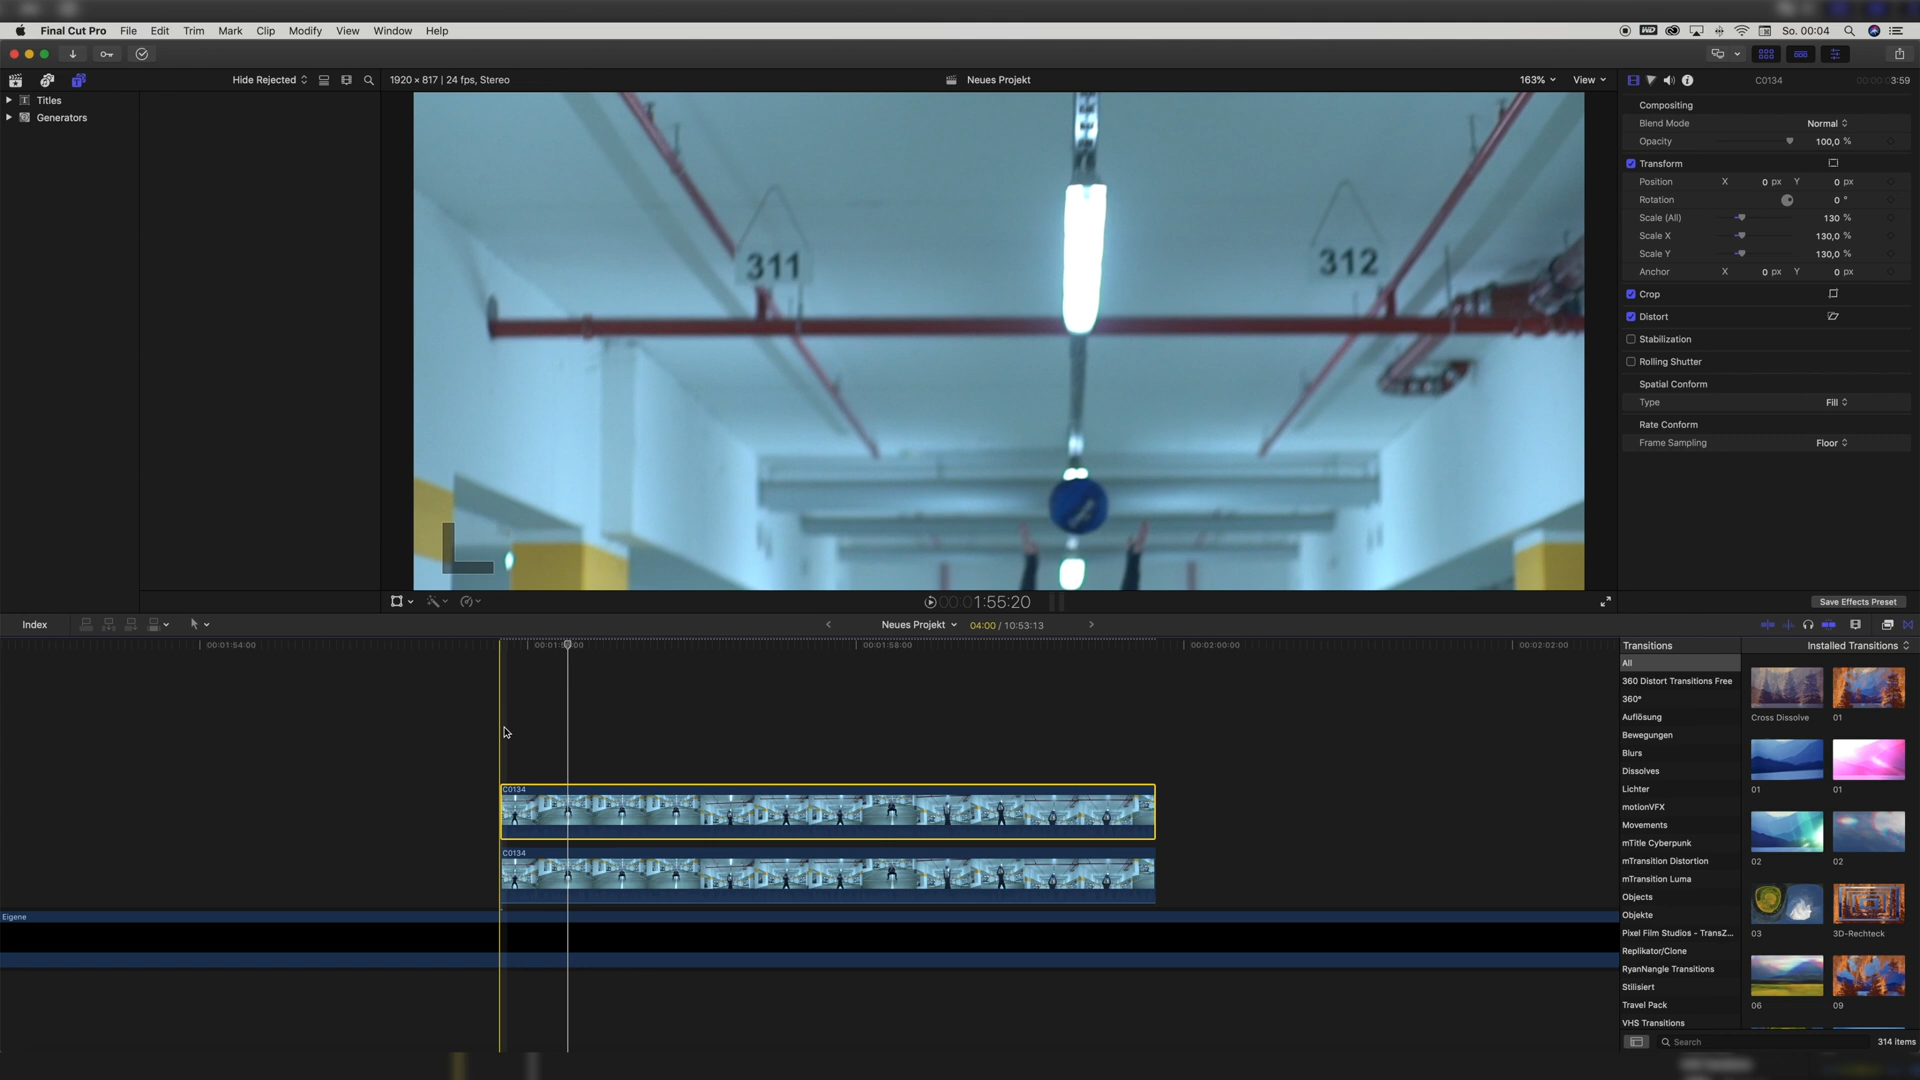 Final Cut Pro File Edit Trim Mark Clip Modify View Window Help
So. 00:04
Hide Rejected
1920 × 817 | 24 fps, Stereo
Neues Projekt
163%
View
C0134
3:59
Titles
Generators
Compositing
Blend Mode Normal
Opacity 100,0 %
Transform
Position X 0 px Y 0 px
Rotation 0 °
Scale (All) 130 %
Scale X 130,0 %
Scale Y 130,0 %
Anchor X 0 px Y 0 px
Crop
Distort
Stabilization
Rolling Shutter
Spatial Conform
Type Fill
Rate Conform
Frame Sampling Floor
311
312
00:01:55:20
Save Effects Preset
Index
Neues Projekt
04:00 / 10:53:13
00:01:54:00
00:01:58:00
00:02:00:00
00:02:02:00
C0134
C0134
Eigene
Transitions
Installed Transitions
All
360 Distort Transitions Free
360°
Auflösung
Bewegungen
Blurs
Dissolves
Lichter
motionVFX
Movements
mTitle Cyberpunk
mTransition Distortion
mTransition Luma
Objects
Objekte
Pixel Film Studios - TransZ...
Replikator/Clone
RyanNangle Transitions
Stilisiert
Travel Pack
VHS Transitions
Cross Dissolve
01
01
01
02
02
03
3D-Rechteck
06
09
Search
314 items